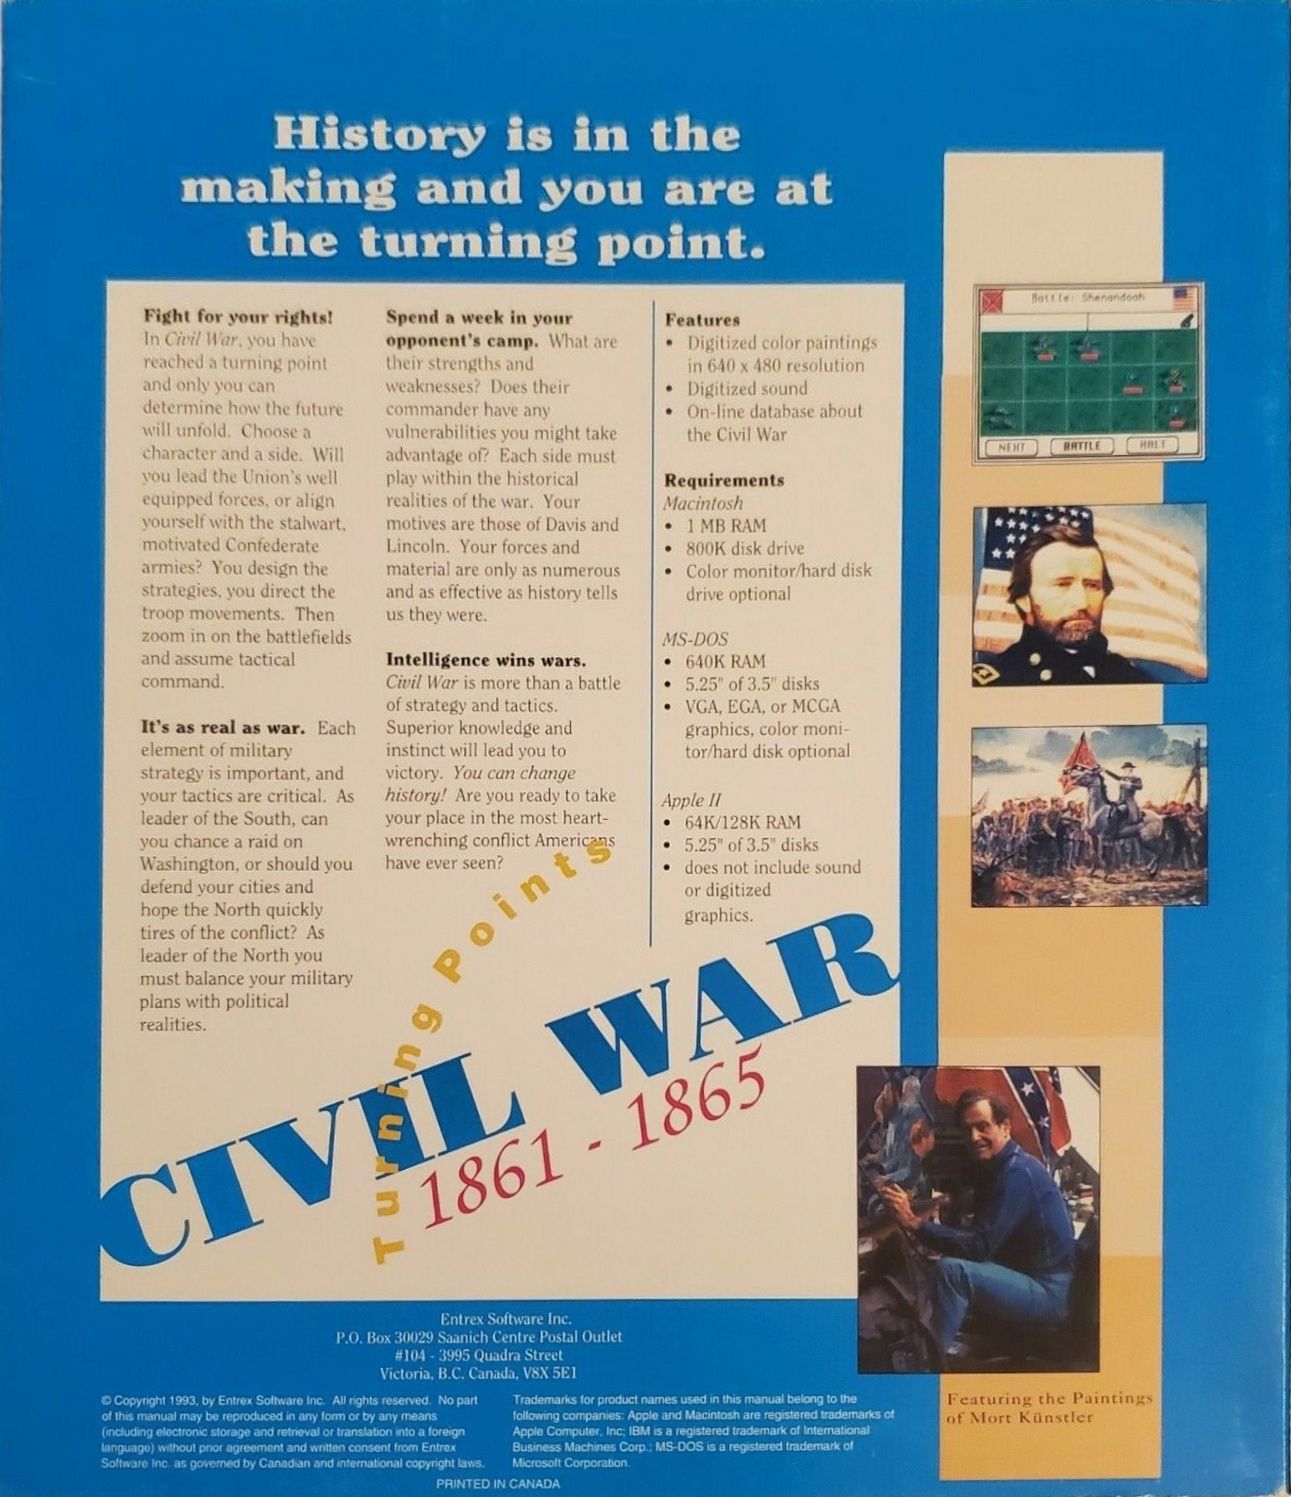 History is in the
making and you are at
the turning point.
Fight for your rights!
In Civil War, you have
reached a turning point
and only you can
determine how the future
will unfold. Choose a
character and a side. Will
you lead the Union's well
equipped forces, or align
yourself with the stalwart,
motivated Confederate
armies? You design the
strategies, you direct the
troop movements. Then
zoom in on the battlefields
and assume tactical
command.
It's as real as war. Each
element of military
strategy is important, and
your tactics are critical. As
leader of the South, can
you chance a raid on
Washington, or should you
defend your cities and
hope the North quickly
tires of the conflict? As
leader of the North you
must balance your military
plans with political
realities.
Spend a week in your
opponent's camp. What are
their strengths and
weaknesses? Does their
commander have any
vulnerabilities you might take
advantage of? Each side must
play within the historical
realities of the war. Your
motives are those of Davis and
Lincoln. Your forces and
material are only as numerous
and as effective as history tells
us they were.
Intelligence wins wars.
Civil War is more than a battle
of strategy and tactics.
Superior knowledge and
instinct will lead you to
victory. You can change
history! Are you ready to take
your place in the most heart-
wrenching conflict Americans
have ever seen?
Features
• Digitized color paintings
in 640 x 480 resolution
• Digitized sound
• On-line database about
the Civil War
Requirements
Macintosh
• 1 MB RAM
• 800K disk drive
• Color monitor/hard disk
drive optional
MS-DOS
• 640K RAM
• 5.25" of 3.5" disks
• VGA, EGA, or MCGA
graphics, color moni-
tor/hard disk optional
Apple II
• 64K/128K RAM
• 5.25" of 3.5" disks
• does not include sound
or digitized
graphics.
Battle: Shenandoah
NEXT BATTLE HALT
Turning Points
CIVIL WAR
1861 - 1865
Entrex Software Inc.
P.O. Box 30029 Saanich Centre Postal Outlet
#104 - 3995 Quadra Street
Victoria, B.C. Canada, V8X 5E1
© Copyright 1993, by Entrex Software Inc. All rights reserved. No part
of this manual may be reproduced in any form or by any means
(including electronic storage and retrieval or translation into a foreign
language) without prior agreement and written consent from Entrex
Software Inc. as governed by Canadian and international copyright laws.
Trademarks for product names used in this manual belong to the
following companies: Apple and Macintosh are registered trademarks of
Apple Computer, Inc; IBM is a registered trademark of International
Business Machines Corp.; MS-DOS is a registered trademark of
Microsoft Corporation.
PRINTED IN CANADA
Featuring the Paintings
of Mort Künstler